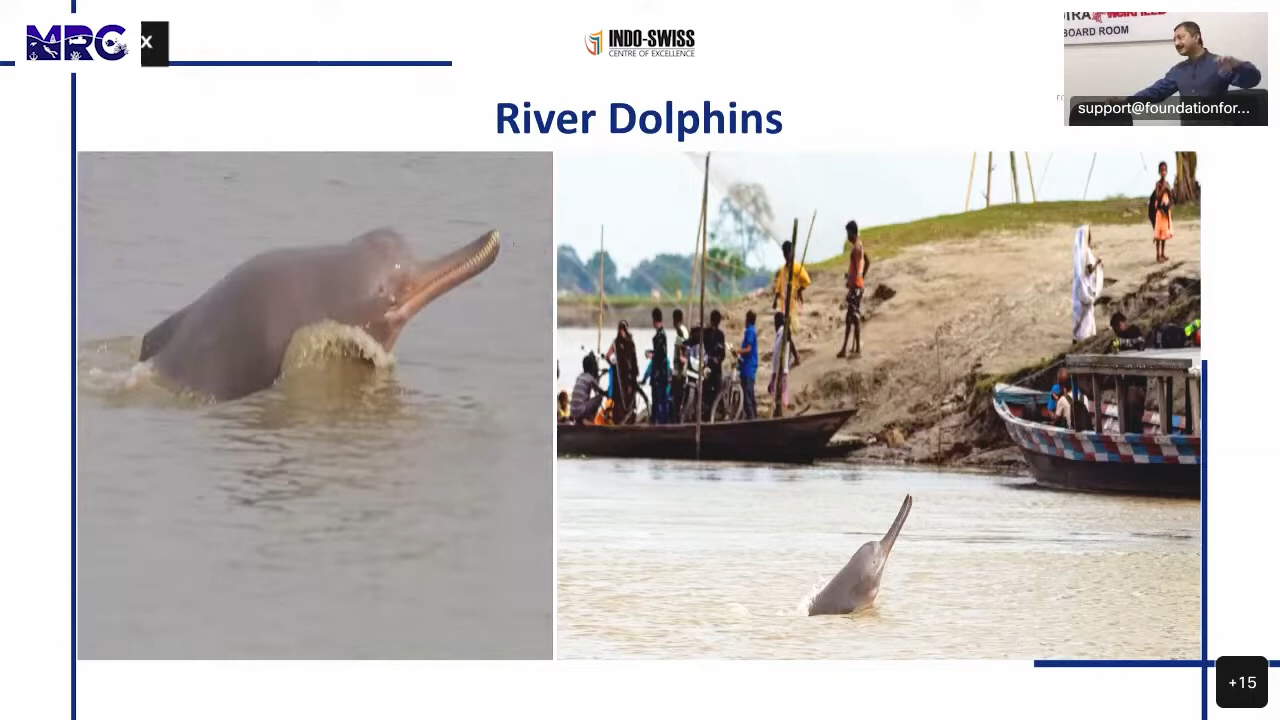 MRC
X
INDO-SWISS
CENTRE OF EXCELLENCE
BOARD ROOM
support@foundationfor...
River Dolphins
+15